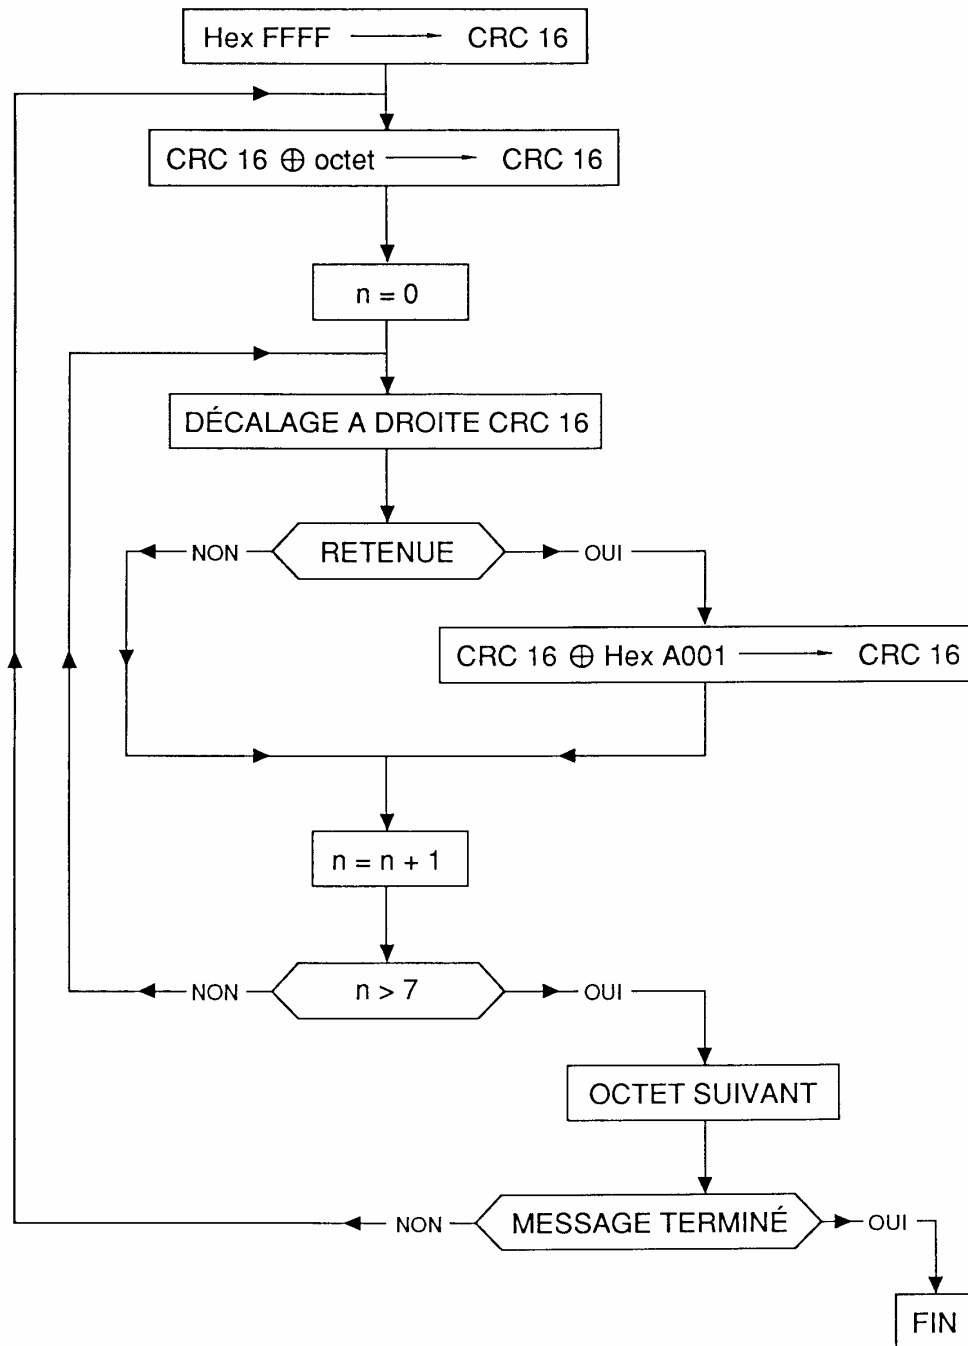 Hex FFFF → CRC 16
CRC 16 ⊕ octet → CRC 16
n = 0
DÉCALAGE A DROITE CRC 16
NON RETENUE OUI
CRC 16 ⊕ Hex A001 → CRC 16
n = n + 1
NON n > 7 OUI
OCTET SUIVANT
NON MESSAGE TERMINÉ OUI
FIN